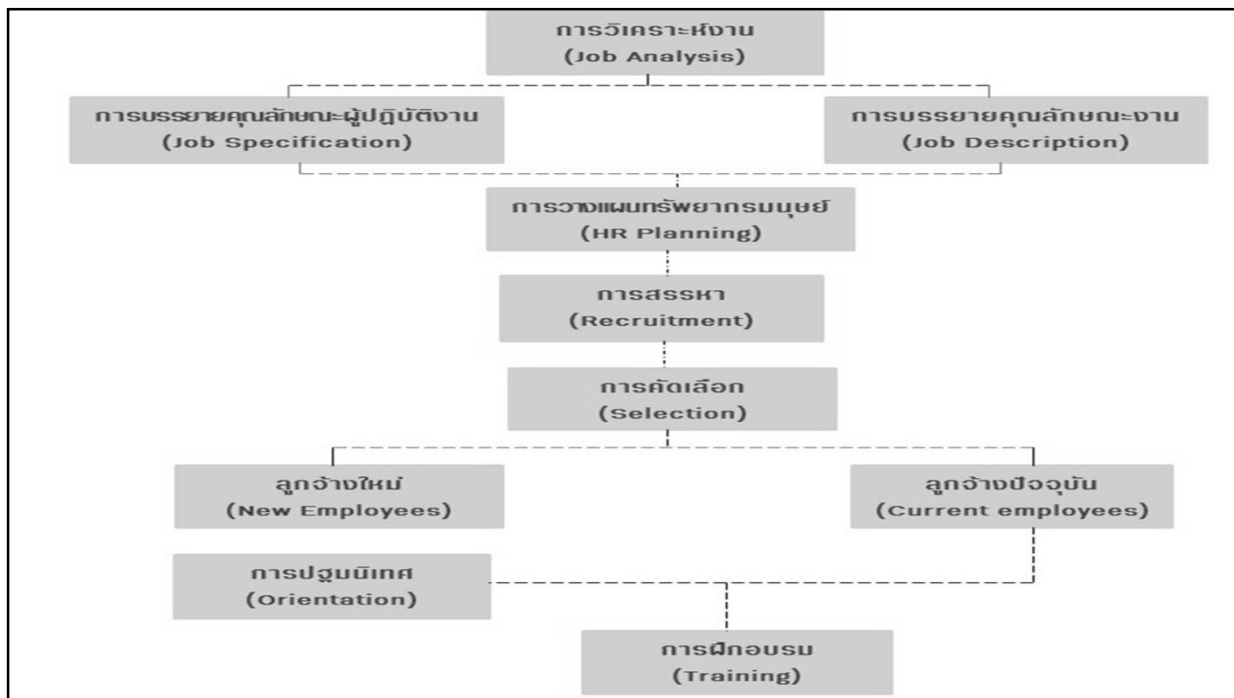 การวิเคราะห์งาน
(Job Analysis)
การบรรยายคุณลักษณะผู้ปฏิบัติงาน
(Job Specification)
การบรรยายคุณลักษณะงาน
(Job Description)
การวางแผนทรัพยากรมนุษย์
(HR Planning)
การสรรหา
(Recruitment)
การคัดเลือก
(Selection)
ลูกจ้างใหม่
(New Employees)
ลูกจ้างปัจจุบัน
(Current employees)
การปฐมนิเทศ
(Orientation)
การฝึกอบรม
(Training)